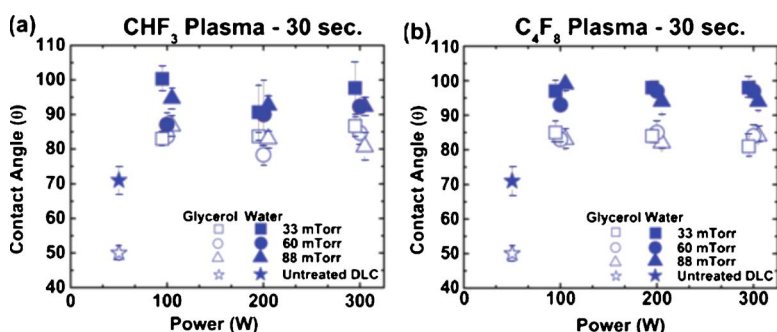 (a) CHF3 Plasma - 30 sec.
Contact Angle (θ)
110
100
90
80
70
60
50
40
Glycerol Water
33 mTorr
60 mTorr
88 mTorr
Untreated DLC
0 100 200 300
Power (W)
(b) C4F8 Plasma - 30 sec.
Contact Angle (θ)
110
100
90
80
70
60
50
40
Glycerol Water
33 mTorr
60 mTorr
88 mTorr
Untreated DLC
0 100 200 300
Power (W)